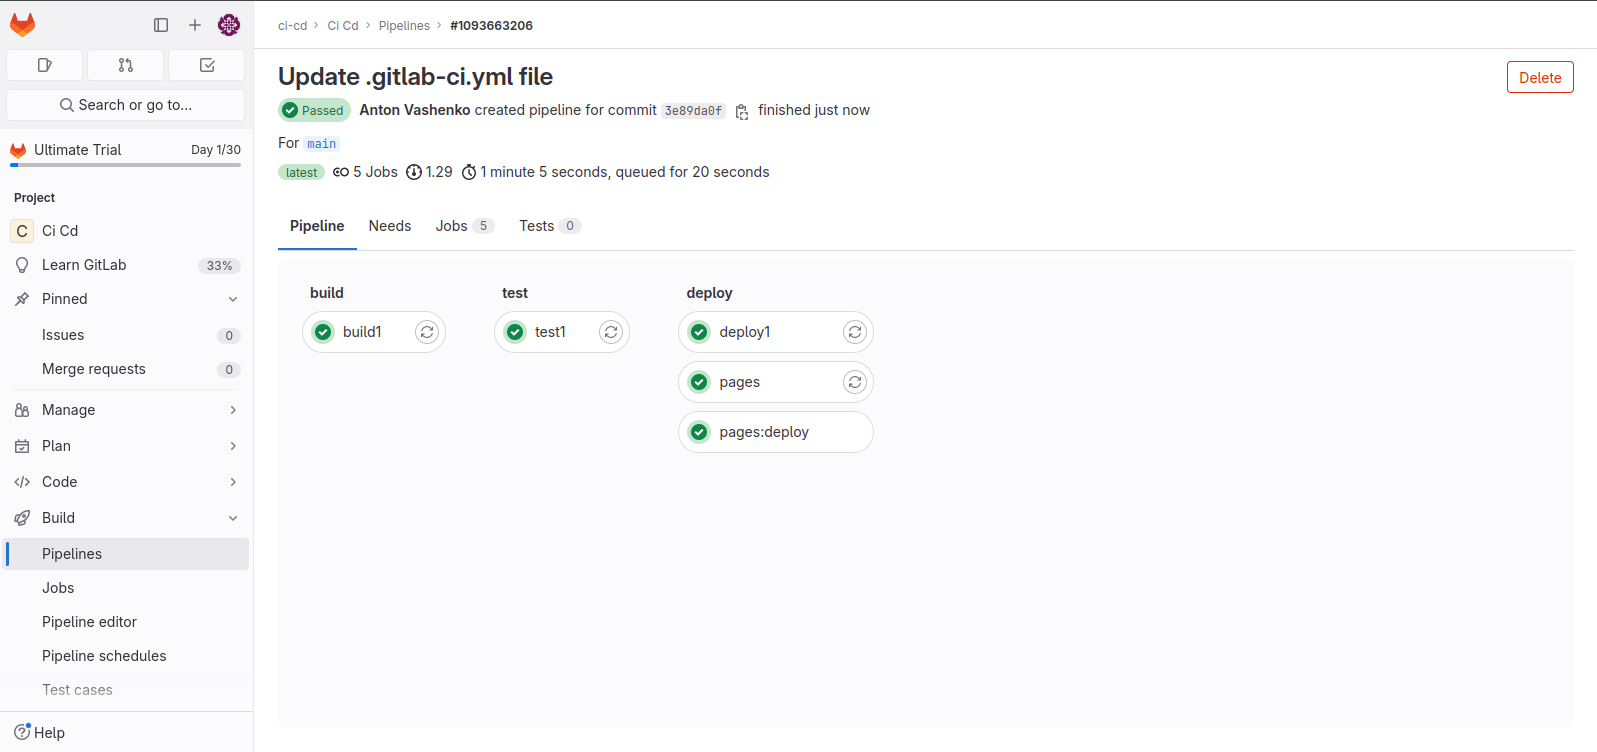 Search or go to...
Ultimate Trial Day 1/30
Project
C Ci Cd
Learn GitLab 33%
Pinned
Issues 0
Merge requests 0
Manage
Plan
Code
Build
Pipelines
Jobs
Pipeline editor
Pipeline schedules
Test cases
Help
ci-cd › Ci Cd › Pipelines › #1093663206
Update .gitlab-ci.yml file
Delete
Passed Anton Vashenko created pipeline for commit 3e89da0f finished just now
For main
latest 5 Jobs 1.29 1 minute 5 seconds, queued for 20 seconds
Pipeline Needs Jobs 5 Tests 0
build test deploy
build1 test1 deploy1
pages
pages:deploy